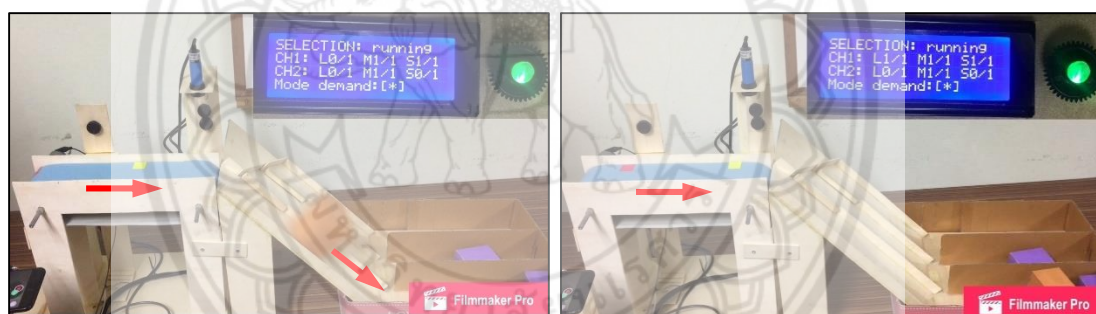 SELECTION: running
CH1: L0/1 M1/1 S1/1
CH2: L0/1 M1/1 S0/1
Mode demand:[*]
Filmmaker Pro
SELECTION: running
CH1: L1/1 M1/1 S1/1
CH2: L0/1 M1/1 S0/1
Mode demand:[*]
Filmmaker Pro